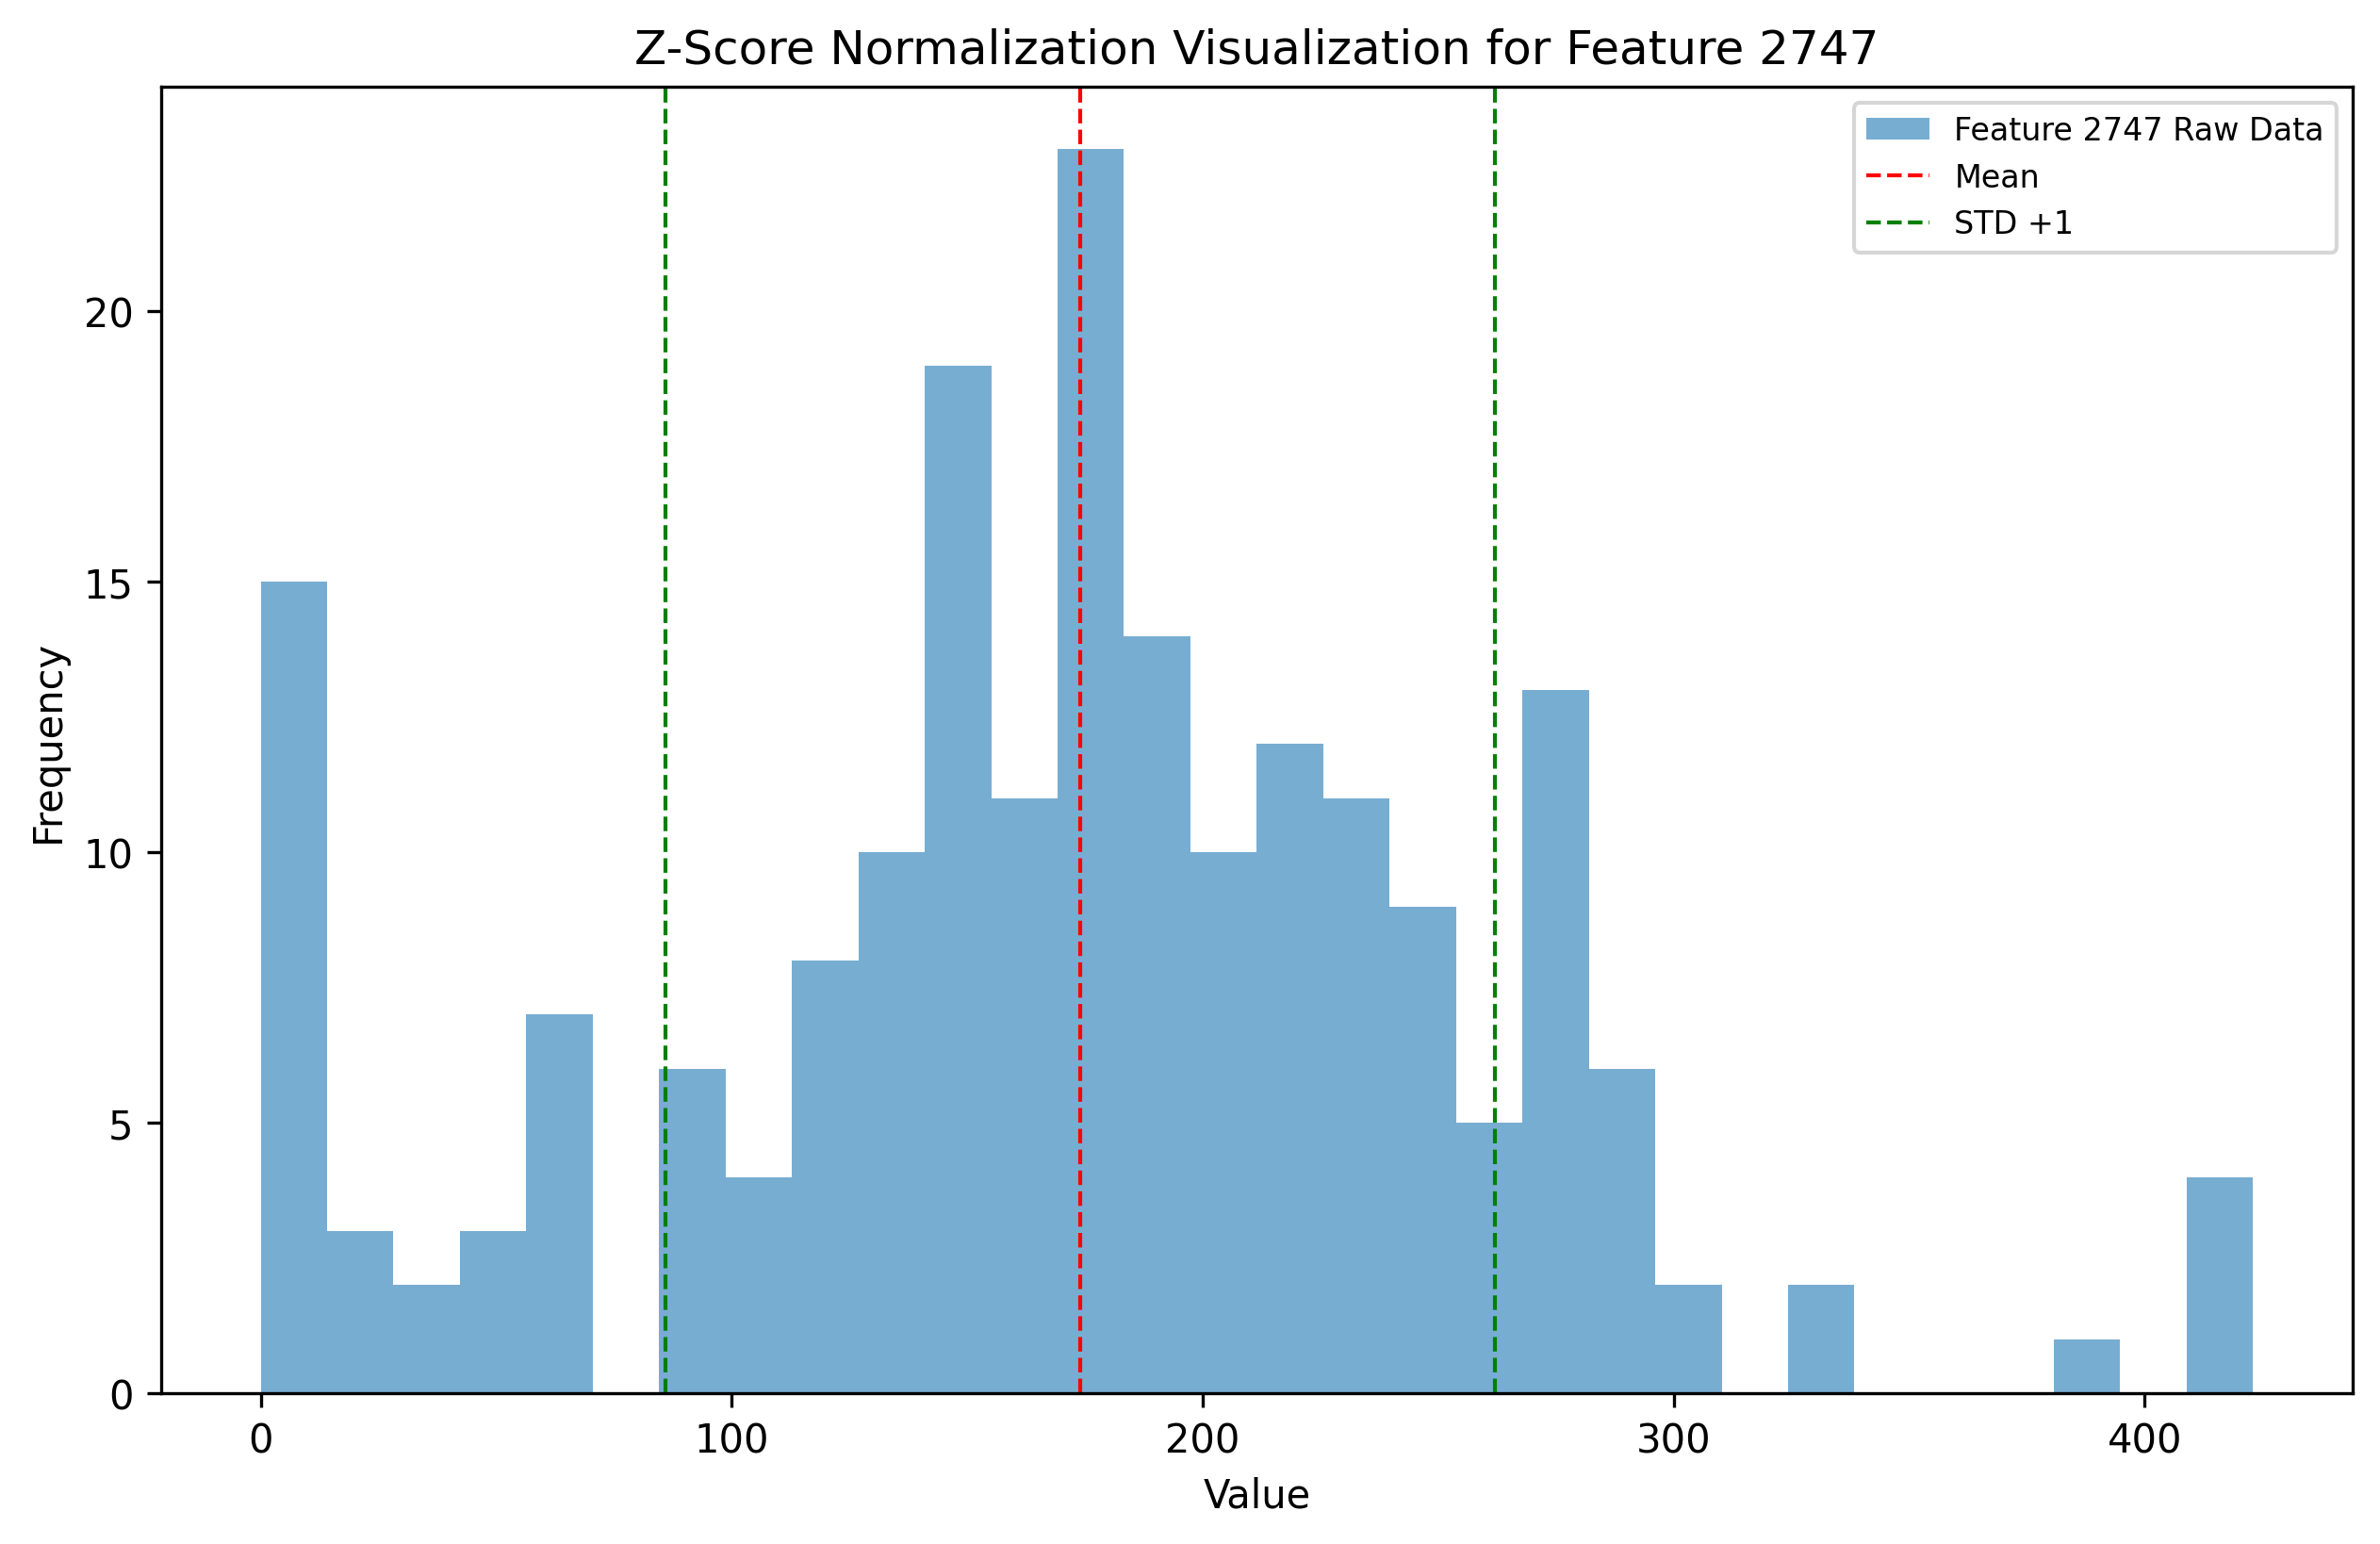 Z-Score Normalization Visualization for Feature 2747
Feature 2747 Raw Data
Mean
STD +1
20
15
10
5
0
Frequency
0 100 200 300 400
Value